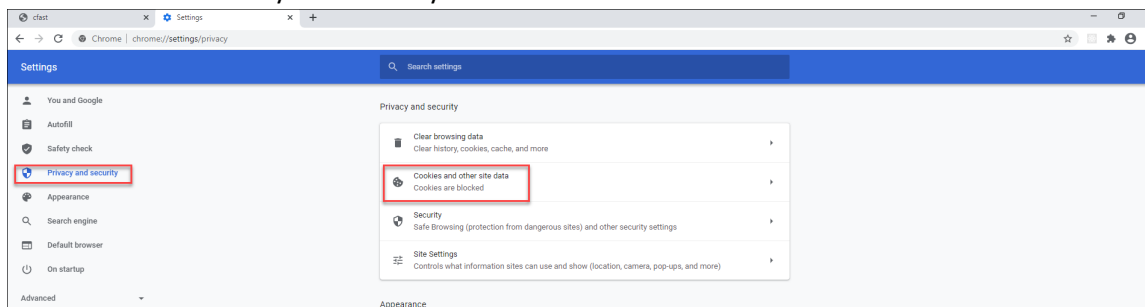 cfast
Settings
Chrome | chrome://settings/privacy
Settings
Search settings
You and Google
Autofill
Safety check
Privacy and security
Appearance
Search engine
Default browser
On startup
Advanced
Privacy and security
Clear browsing data
Clear history, cookies, cache, and more
Cookies and other site data
Cookies are blocked
Security
Safe Browsing (protection from dangerous sites) and other security settings
Site Settings
Controls what information sites can use and show (location, camera, pop-ups, and more)
Appearance